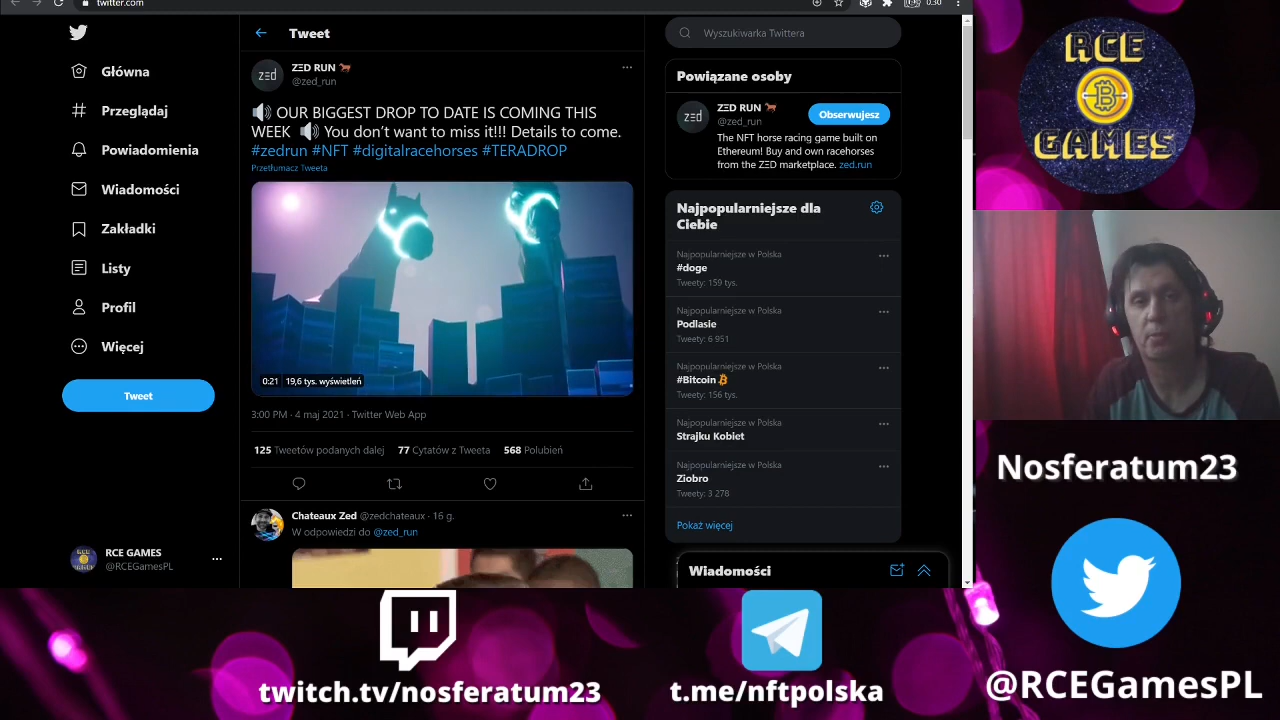 twitter.com
0.30
Główna
Przeglądaj
Powiadomienia
Wiadomości
Zakładki
Listy
Profil
Więcej
Tweet
RCE GAMES
@RCEGamesPL
Tweet
ZΞD
ZΞD RUN
@zed_run
OUR BIGGEST DROP TO DATE IS COMING THIS
WEEK You don't want to miss it!!! Details to come.
#zedrun #NFT #digitalracehorses #TERADROP
Przetłumacz Tweeta
0:21 19,6 tys. wyświetleń
3:00 PM · 4 maj 2021 · Twitter Web App
125 Tweetów podanych dalej 77 Cytatów z Tweeta 568 Polubień
Chateaux Zed @zedchateaux · 16 g.
W odpowiedzi do @zed_run
Wyszukiwarka Twittera
Powiązane osoby
ZΞD
ZΞD RUN
@zed_run
Obserwujesz
The NFT horse racing game built on
Ethereum! Buy and own racehorses
from the ZΞD marketplace. zed.run
Najpopularniejsze dla
Ciebie
Najpopularniejsze w Polska
#doge
Tweety: 159 tys.
Najpopularniejsze w Polska
Podlasie
Tweety: 6 951
Najpopularniejsze w Polska
#Bitcoin
Tweety: 156 tys.
Najpopularniejsze w Polska
Strajku Kobiet
Najpopularniejsze w Polska
Ziobro
Tweety: 3 278
Pokaż więcej
Wiadomości
RCE
GAMES
Nosferatum23
@RCEGamesPL
twitch.tv/nosferatum23
t.me/nftpolska